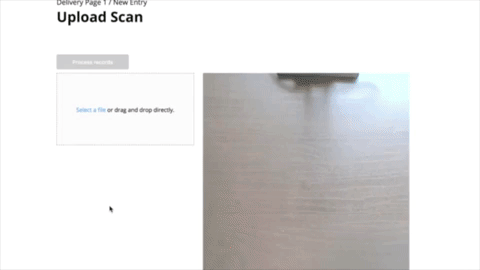 Delivery Page 1 / New Entry
Upload Scan
Process records
Select a file or drag and drop directly.